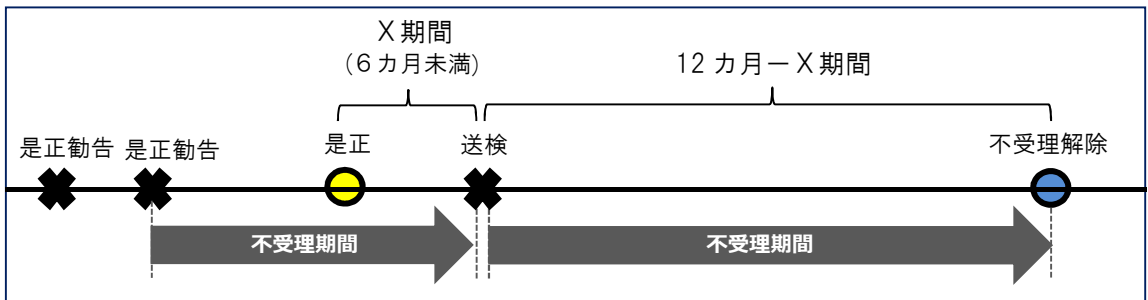 X期間
(6カ月未満)
12カ月－X期間
是正勧告
是正勧告
是正
送検
不受理解除
不受理期間
不受理期間